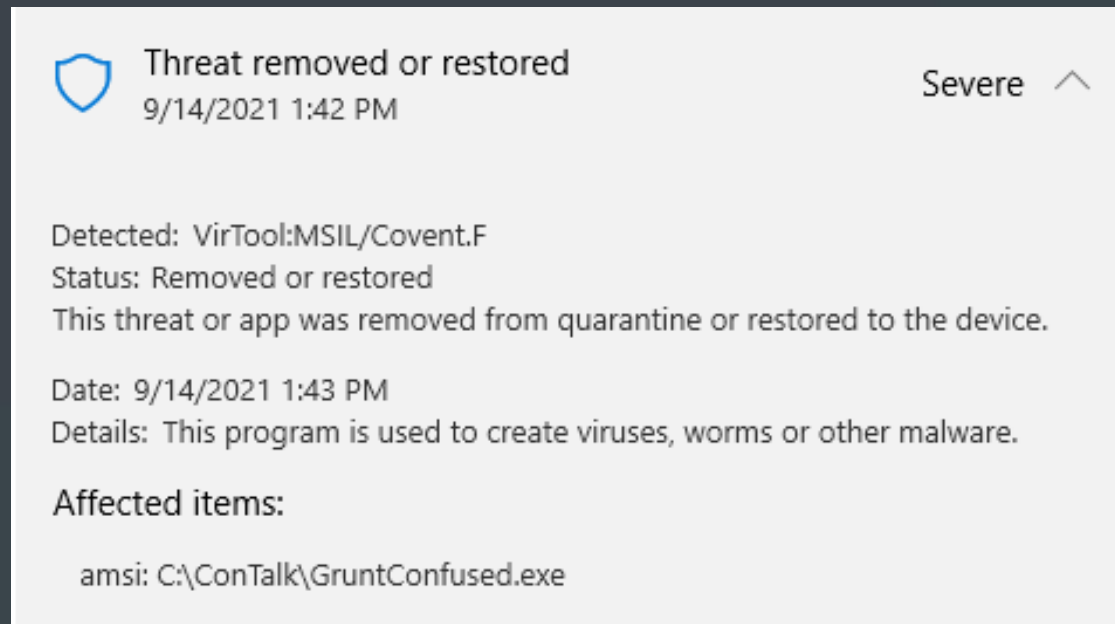 Threat removed or restored
Severe
9/14/2021 1:42 PM
Detected: VirTool:MSIL/Covent.F
Status: Removed or restored
This threat or app was removed from quarantine or restored to the device.
Date: 9/14/2021 1:43 PM
Details: This program is used to create viruses, worms or other malware.
Affected items:
amsi: C:\ConTalk\GruntConfused.exe